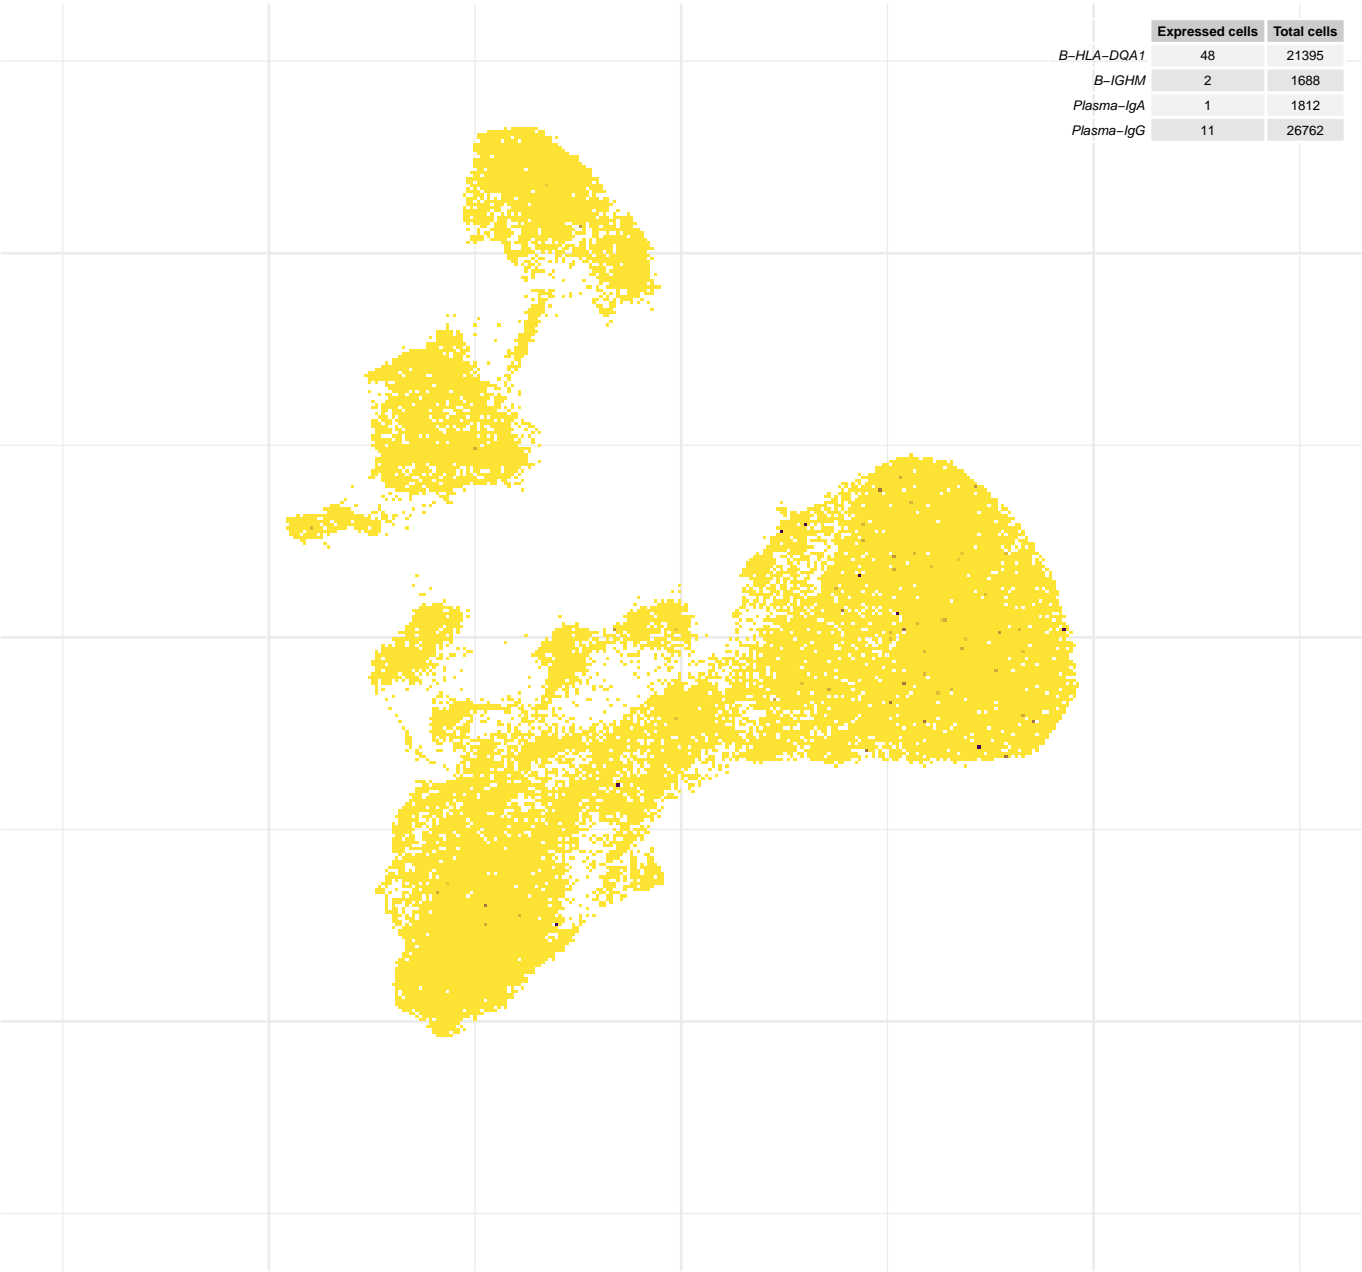 Expressed cells Total cells
B−HLA−DQA1 48 21395
B−IGHM 2 1688
Plasma−IgA 1 1812
Plasma−IgG 11 26762